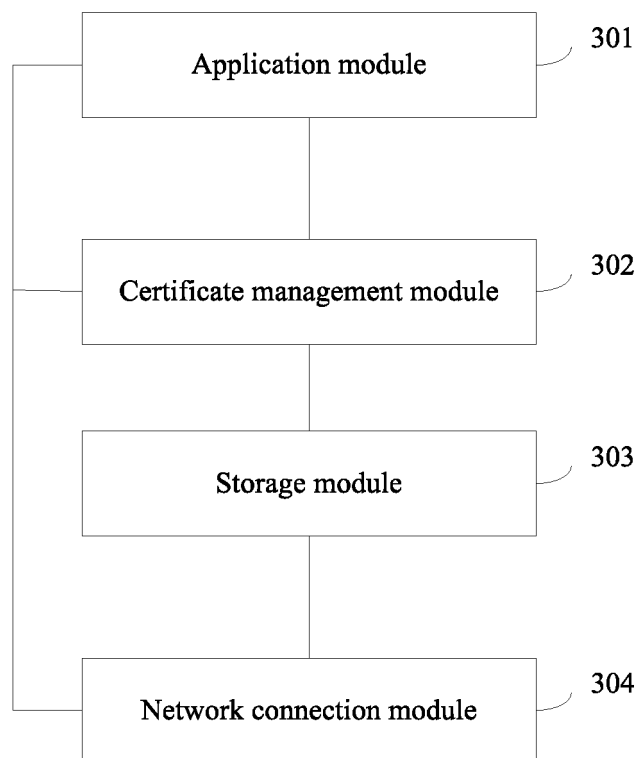 Application module
301
Certificate management module
302
Storage module
303
Network connection module
304